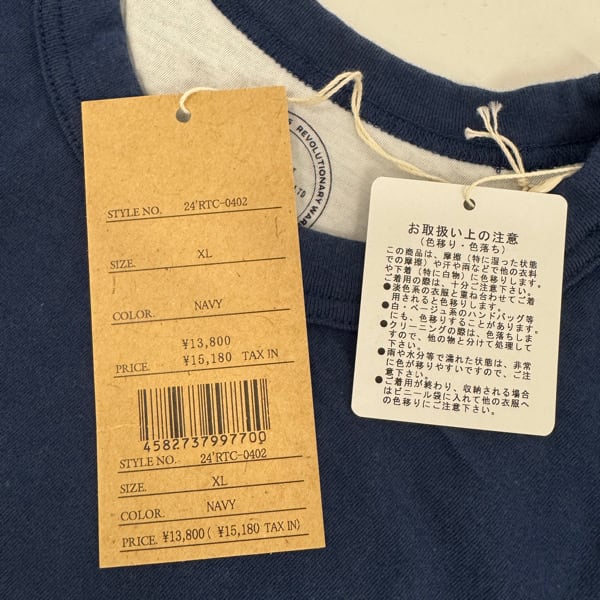 REVOLUTIONARY WAR
LTD
STYLE NO. 24'RTC-0402
SIZE. XL
COLOR. NAVY
¥13,800
PRICE. ¥15,180 TAX IN
4582737997700
STYLE NO. 24'RTC-0402
SIZE. XL
COLOR. NAVY
PRICE. ¥13,800 ( ¥15,180 TAX IN)
お取扱い上の注意
(色移り・色落ち)
この商品は、摩擦（特に湿った状態
での摩擦）や汗や雨などで他の衣料
や下着（特に白物）に色移りします。
ご着用の際は、十分ご注意下さい。
●淡色系の衣服と重ね合わせてご着
用されると色移りします。
●白・ベージュ系のハンドバッグ等
にも、色移りすることがあります。
●クリーニングの際は、色落ちしま
すので、他の物と分けて処理して
下さい。
●雨や水分等で濡れた状態は、非常
に色が移りやすいですので、ご注
意下さい。
●ご着用が終わり、収納される場合
はビニール袋に入れて他の衣服へ
の色移りにご注意下さい。